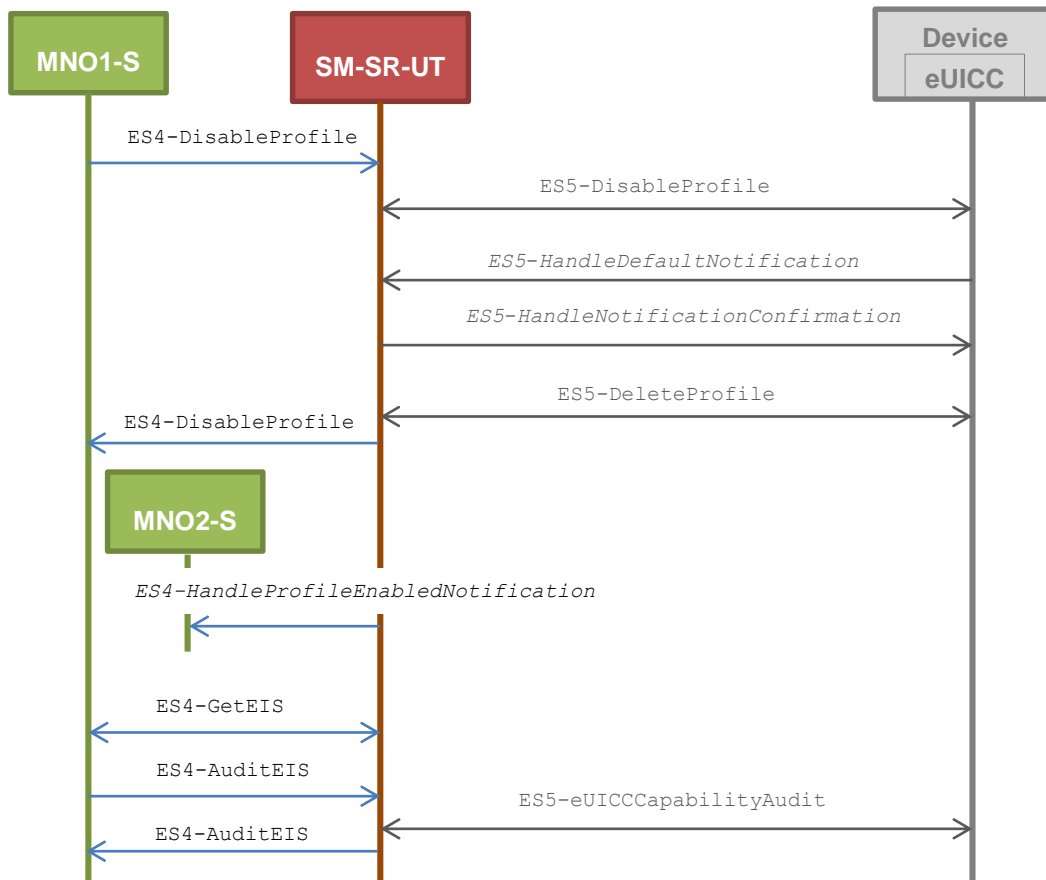 MNO1-S
SM-SR-UT
Device
eUICC
ES4-DisableProfile
ES5-DisableProfile
ES5-HandleDefaultNotification
ES5-HandleNotificationConfirmation
ES5-DeleteProfile
ES4-DisableProfile
MNO2-S
ES4-HandleProfileEnabledNotification
ES4-GetEIS
ES4-AuditEIS
ES5-eUICCCapabilityAudit
ES4-AuditEIS